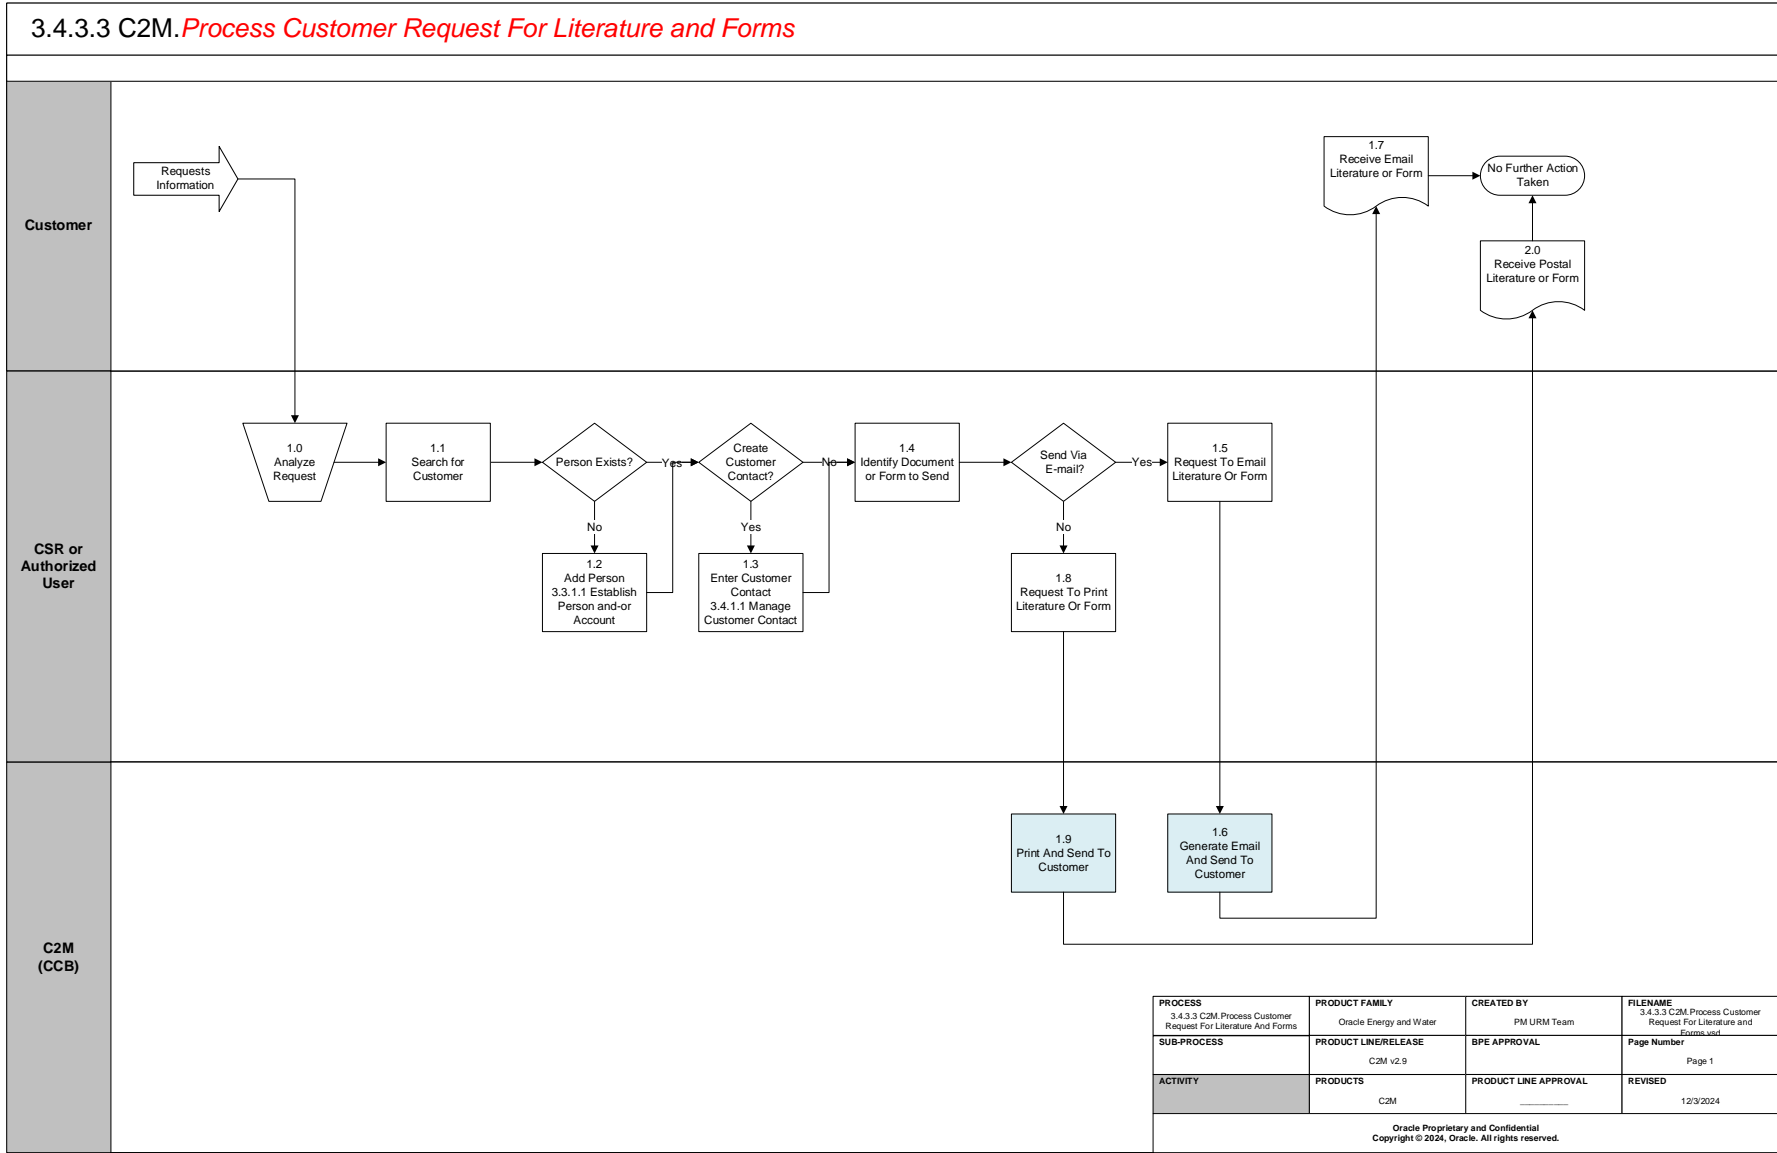 3.4.3.3 C2M.Process Customer Request For Literature and Forms
Customer
Requests
Information
1.7
Receive Email
Literature or Form
No Further Action
Taken
2.0
Receive Postal
Literature or Form
CSR or
Authorized
User
1.0
Analyze
Request
1.1
Search for
Customer
Person Exists?
Yes
No
1.2
Add Person
3.3.1.1 Establish
Person and-or
Account
Create
Customer
Contact?
No
Yes
1.3
Enter Customer
Contact
3.4.1.1 Manage
Customer Contact
1.4
Identify Document
or Form to Send
Send Via
E-mail?
Yes
No
1.5
Request To Email
Literature Or Form
1.8
Request To Print
Literature Or Form
C2M
(CCB)
1.9
Print And Send To
Customer
1.6
Generate Email
And Send To
Customer
PROCESS
3.4.3.3 C2M.Process Customer
Request For Literature And Forms
PRODUCT FAMILY
Oracle Energy and Water
CREATED BY
PM URM Team
FILENAME
3.4.3.3 C2M.Process Customer
Request For Literature and
Forms.vsd
SUB-PROCESS
PRODUCT LINE/RELEASE
C2M v2.9
BPE APPROVAL
Page Number
Page 1
ACTIVITY
PRODUCTS
C2M
PRODUCT LINE APPROVAL
REVISED
12/3/2024
Oracle Proprietary and Confidential
Copyright © 2024, Oracle. All rights reserved.